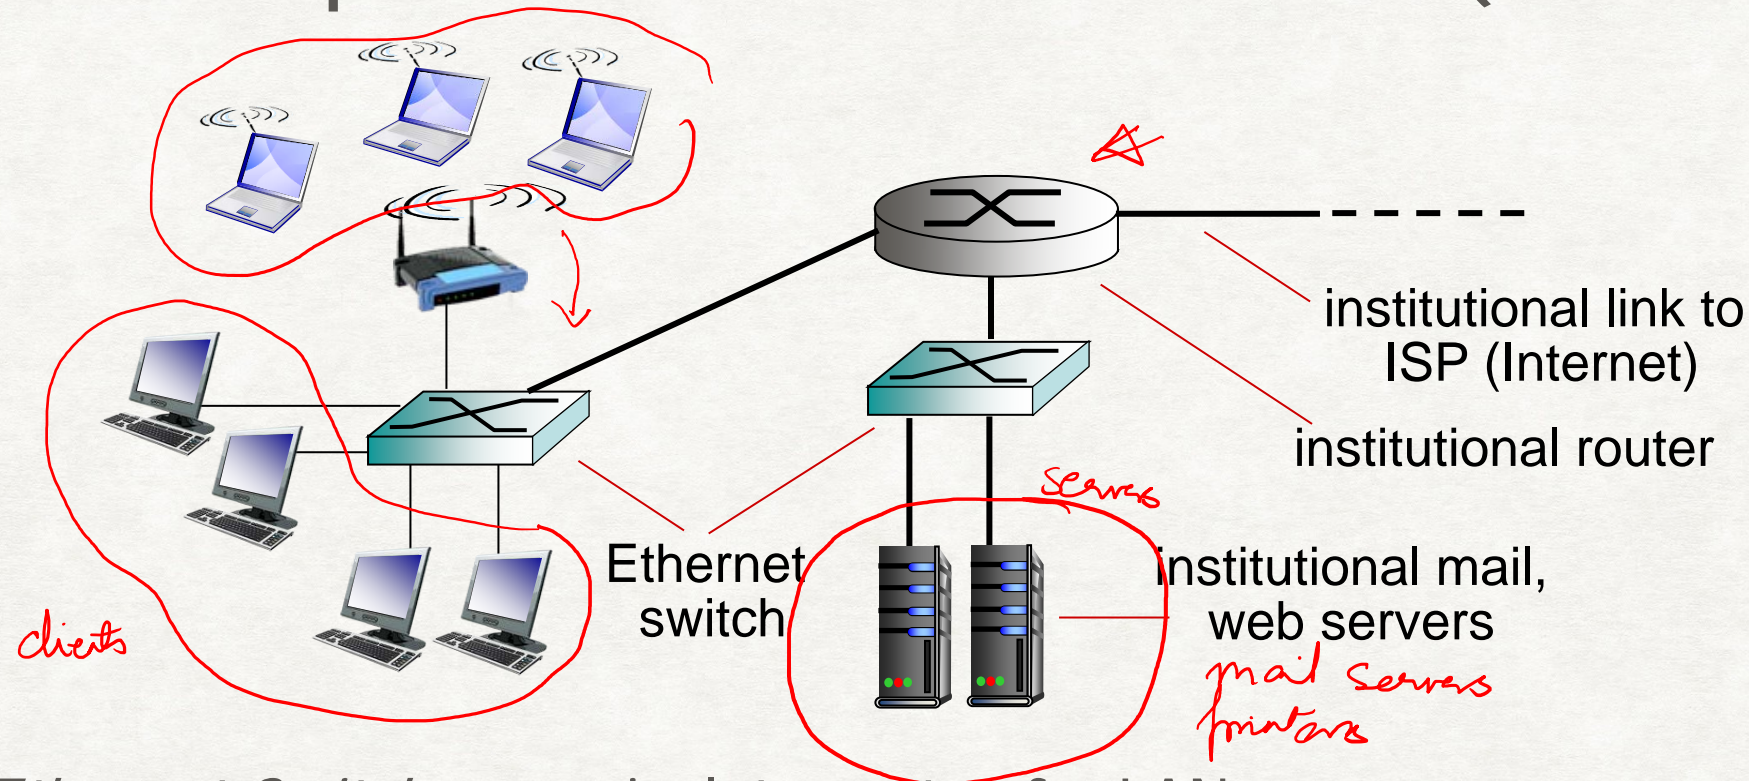 institutional link to
ISP (Internet)
institutional router
servers
Ethernet
switch
institutional mail,
web servers
clients
mail servers
printers